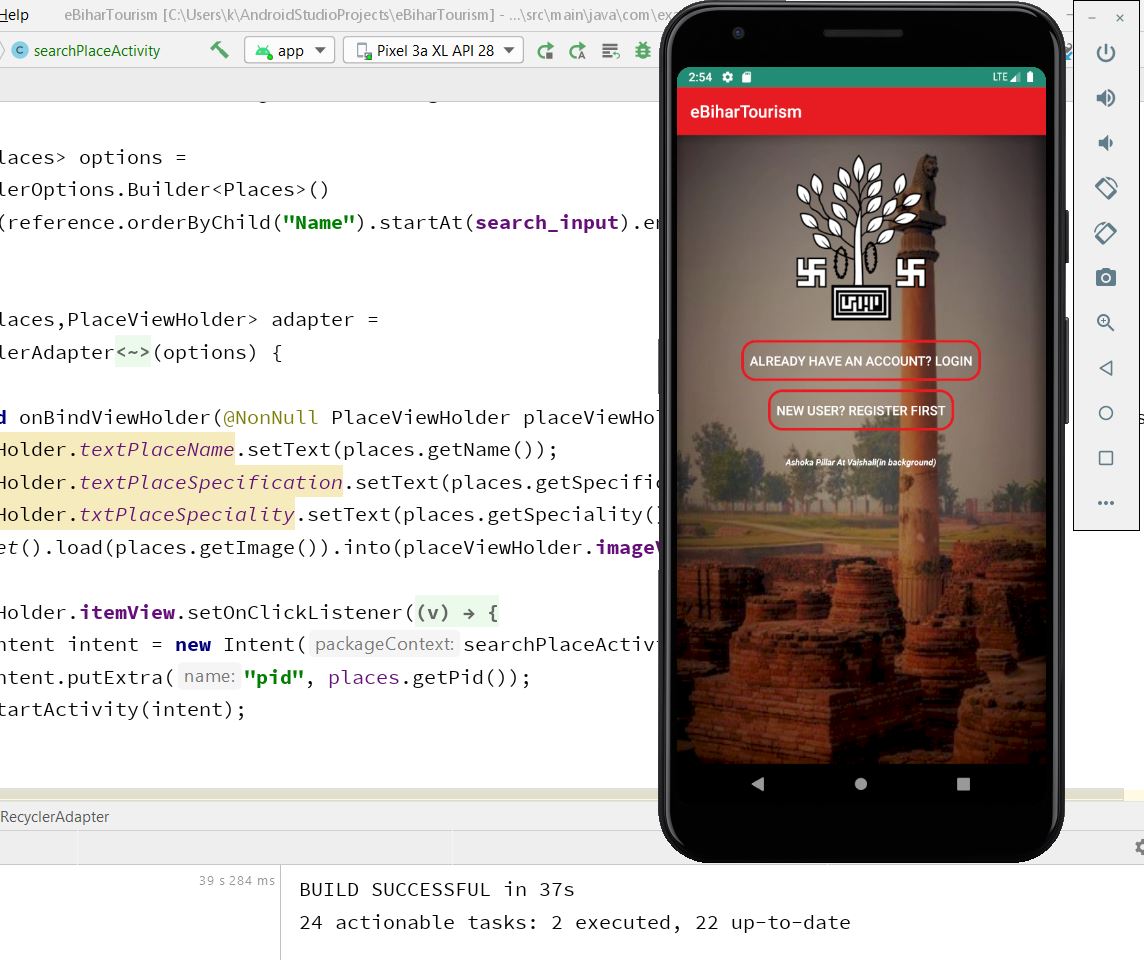 Help eBiharTourism [C:\Users\k\AndroidStudioProjects\eBiharTourism] - ...\src\main\java\com\ex
searchPlaceActivity app Pixel 3a XL API 28
laces> options =
lerOptions.Builder<Places>()
(reference.orderByChild("Name").startAt(search_input).en
laces,PlaceViewHolder> adapter =
lerAdapter<~>(options) {
d onBindViewHolder(@NonNull PlaceViewHolder placeViewHol
Holder.textPlaceName.setText(places.getName());
Holder.textPlaceSpecification.setText(places.getSpecific
Holder.txtPlaceSpeciality.setText(places.getSpeciality()
et().load(places.getImage()).into(placeViewHolder.imageV
Holder.itemView.setOnClickListener((v) → {
ntent intent = new Intent( packageContext: searchPlaceActivi
ntent.putExtra( name: "pid", places.getPid());
tartActivity(intent);
RecyclerAdapter
39 s 284 ms
BUILD SUCCESSFUL in 37s
24 actionable tasks: 2 executed, 22 up-to-date
2:54 LTE
eBiharTourism
ALREADY HAVE AN ACCOUNT? LOGIN
NEW USER? REGISTER FIRST
Ashoka Pillar At Vaishali(in background)